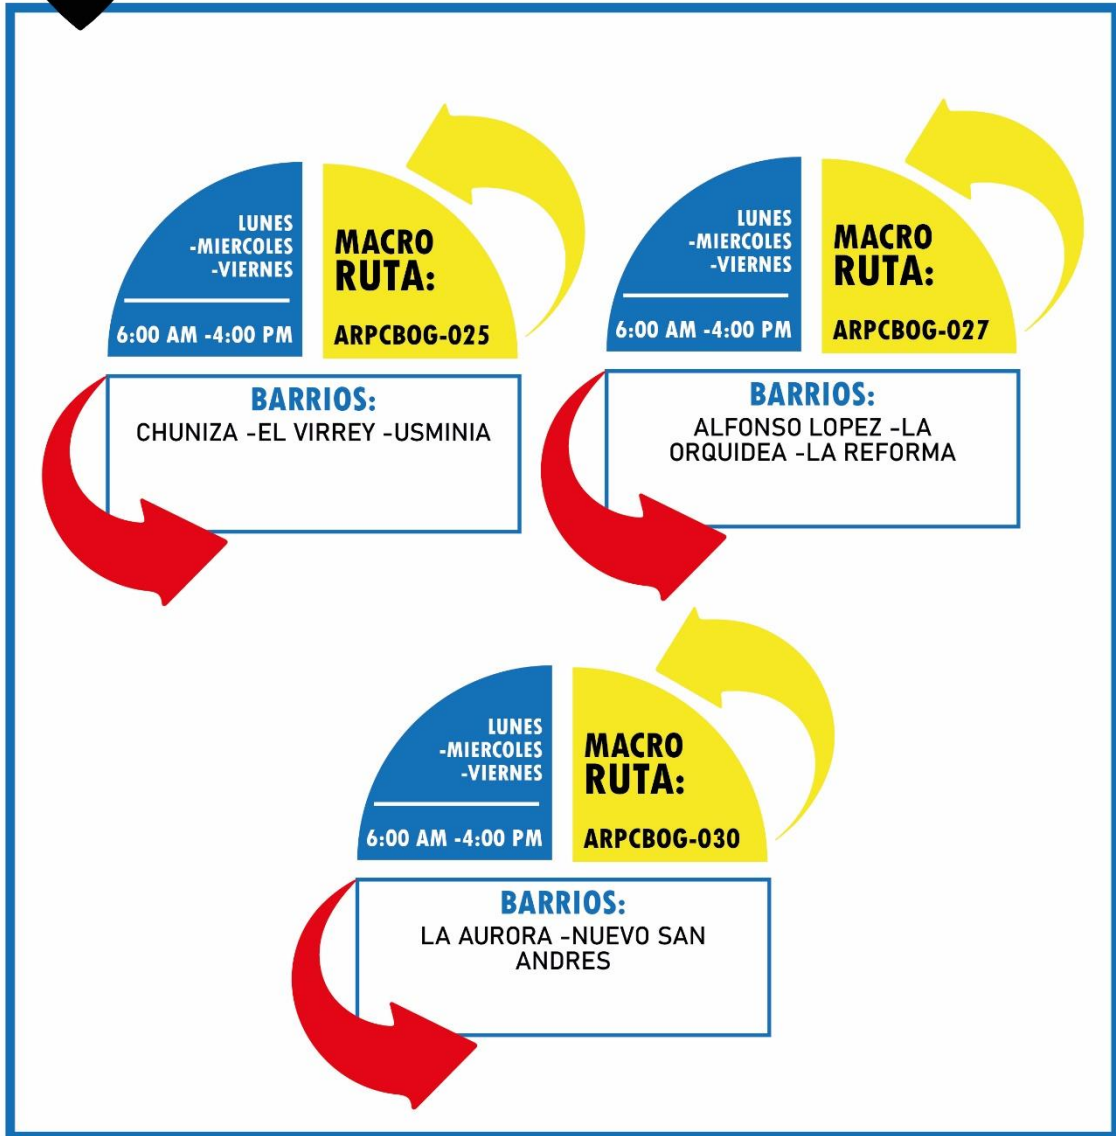 LUNES
-MIERCOLES
-VIERNES
6:00 AM -4:00 PM
MACRO
RUTA:
ARPCBOG-025
BARRIOS:
CHUNIZA -EL VIRREY -USMINIA
LUNES
-MIERCOLES
-VIERNES
6:00 AM -4:00 PM
MACRO
RUTA:
ARPCBOG-027
BARRIOS:
ALFONSO LOPEZ -LA
ORQUIDEA -LA REFORMA
LUNES
-MIERCOLES
-VIERNES
6:00 AM -4:00 PM
MACRO
RUTA:
ARPCBOG-030
BARRIOS:
LA AURORA -NUEVO SAN
ANDRES